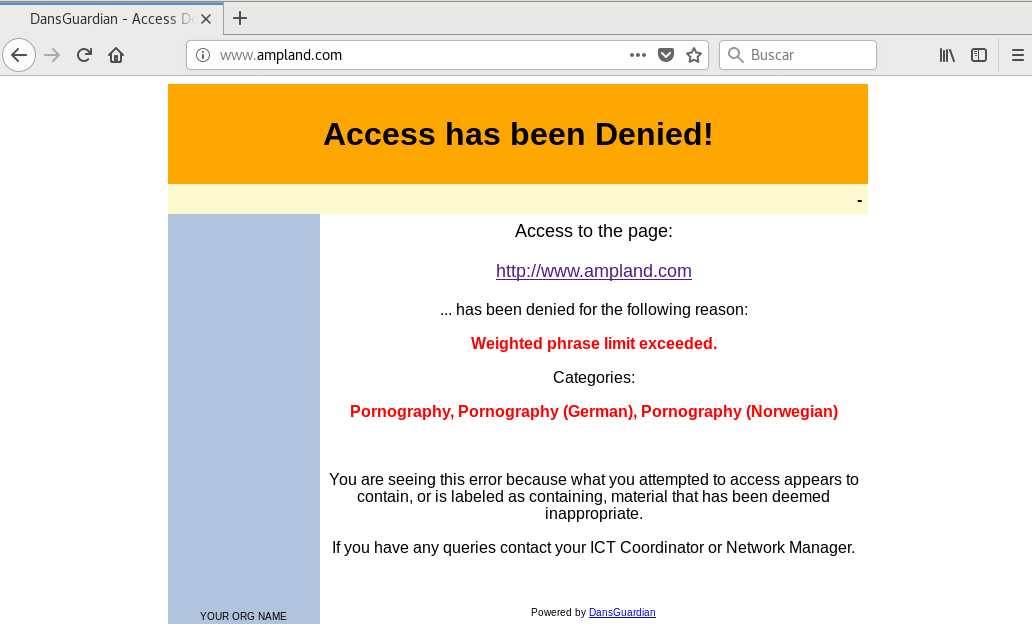 DansGuardian - Access D
www.ampland.com
Buscar
Access has been Denied!
-
Access to the page:
http://www.ampland.com
... has been denied for the following reason:
Weighted phrase limit exceeded.
Categories:
Pornography, Pornography (German), Pornography (Norwegian)
You are seeing this error because what you attempted to access appears to
contain, or is labeled as containing, material that has been deemed
inappropriate.
If you have any queries contact your ICT Coordinator or Network Manager.
YOUR ORG NAME
Powered by DansGuardian